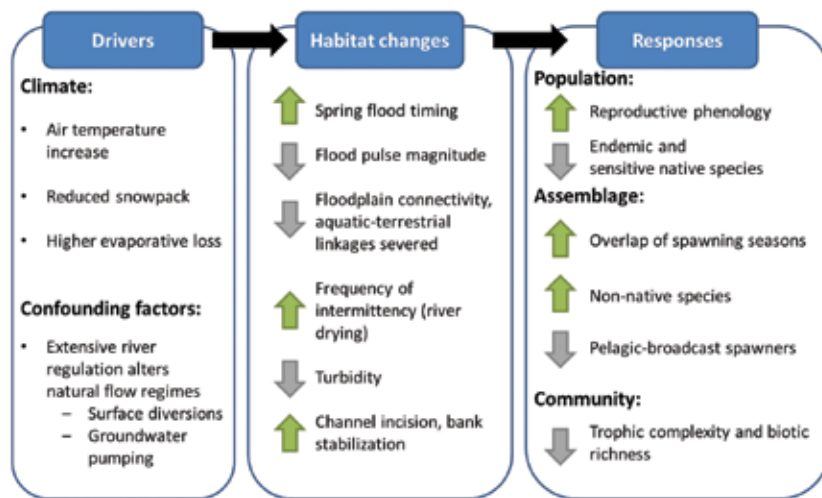 Drivers
Climate:
• Air temperature
increase
• Reduced snowpack
• Higher evaporative loss
Confounding factors:
• Extensive river
regulation alters
natural flow regimes
– Surface diversions
– Groundwater
pumping
Habitat changes
Spring flood timing
Flood pulse magnitude
Floodplain connectivity,
aquatic-terrestrial
linkages severed
Frequency of
intermittency (river
drying)
Turbidity
Channel incision, bank
stabilization
Responses
Population:
Reproductive phenology
Endemic and
sensitive native species
Assemblage:
Overlap of spawning seasons
Non-native species
Pelagic-broadcast spawners
Community:
Trophic complexity and biotic
richness